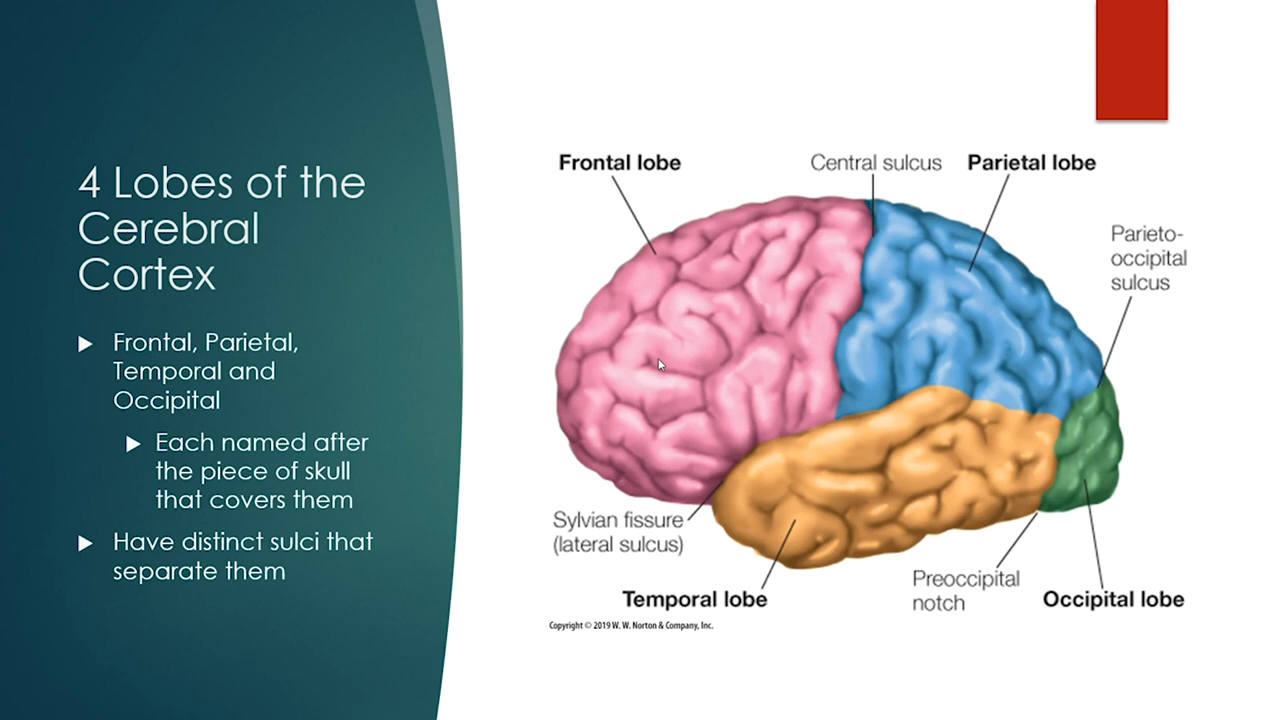 4 Lobes of the
Cerebral
Cortex
Frontal, Parietal,
Temporal and
Occipital
Each named after
the piece of skull
that covers them
Have distinct sulci that
separate them
Frontal lobe
Central sulcus
Parietal lobe
Parieto-
occipital
sulcus
Sylvian fissure
(lateral sulcus)
Temporal lobe
Preoccipital
notch
Occipital lobe
Copyright © 2019 W. W. Norton & Company, Inc.